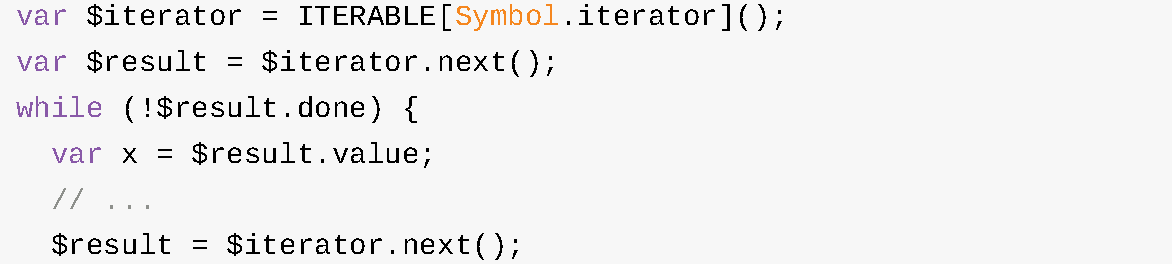 var $iterator = ITERABLE[Symbol.iterator]();
var $result = $iterator.next();
while (!$result.done) {
  var x = $result.value;
  // ...
  $result = $iterator.next();